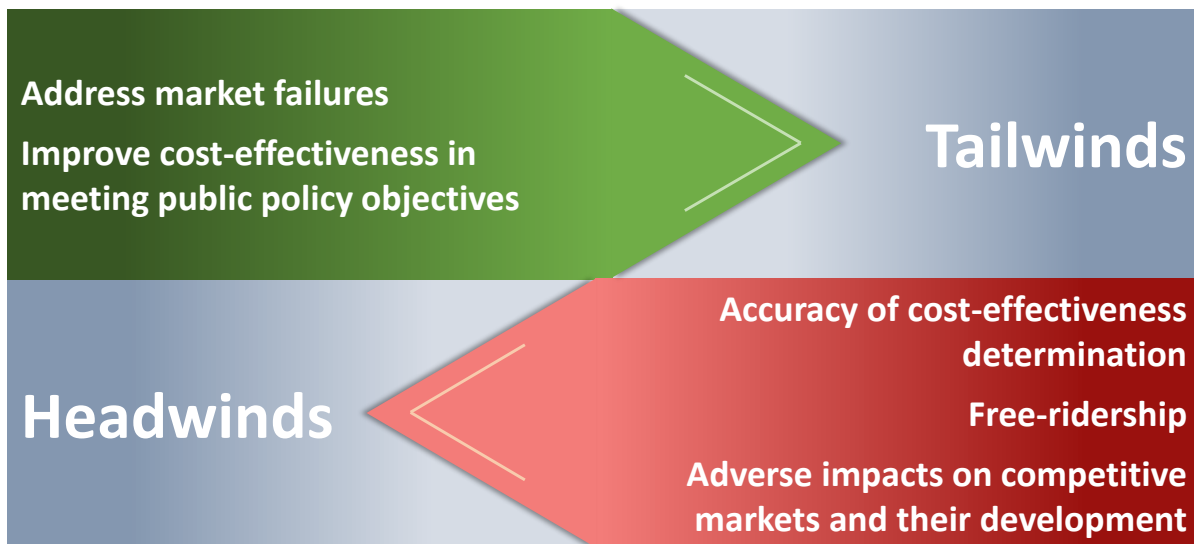 Address market failures
Improve cost-effectiveness in
meeting public policy objectives
Tailwinds
Headwinds
Accuracy of cost-effectiveness
determination
Free-ridership
Adverse impacts on competitive
markets and their development